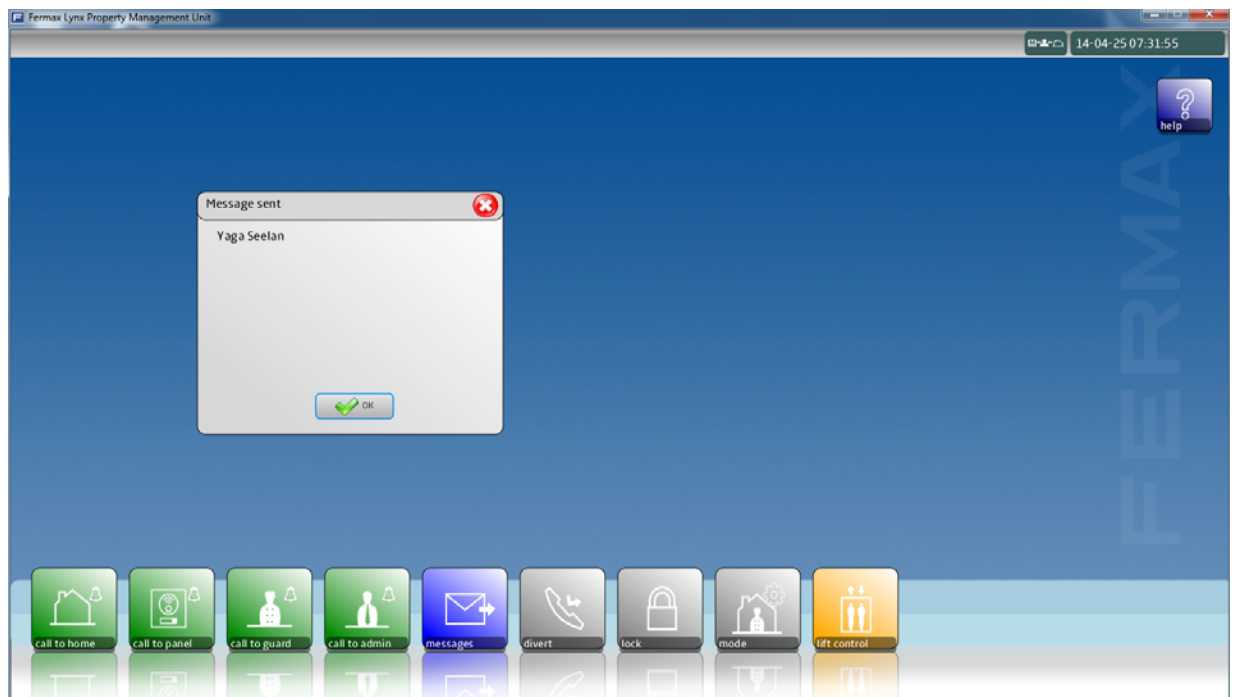 Fermax Lynx Property Management Unit
14-04-25 07:31:55
help
FERMAX
Message sent
Yaga Seelan
OK
call to home
call to panel
call to guard
call to admin
messages
divert
lock
mode
lift control